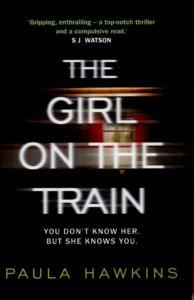 'Gripping, enthralling – a top-notch thriller
and a compulsive read.'
S J WATSON
THE
GIRL
ON THE
TRAIN
YOU DON'T KNOW HER.
BUT SHE KNOWS YOU.
PAULA HAWKINS